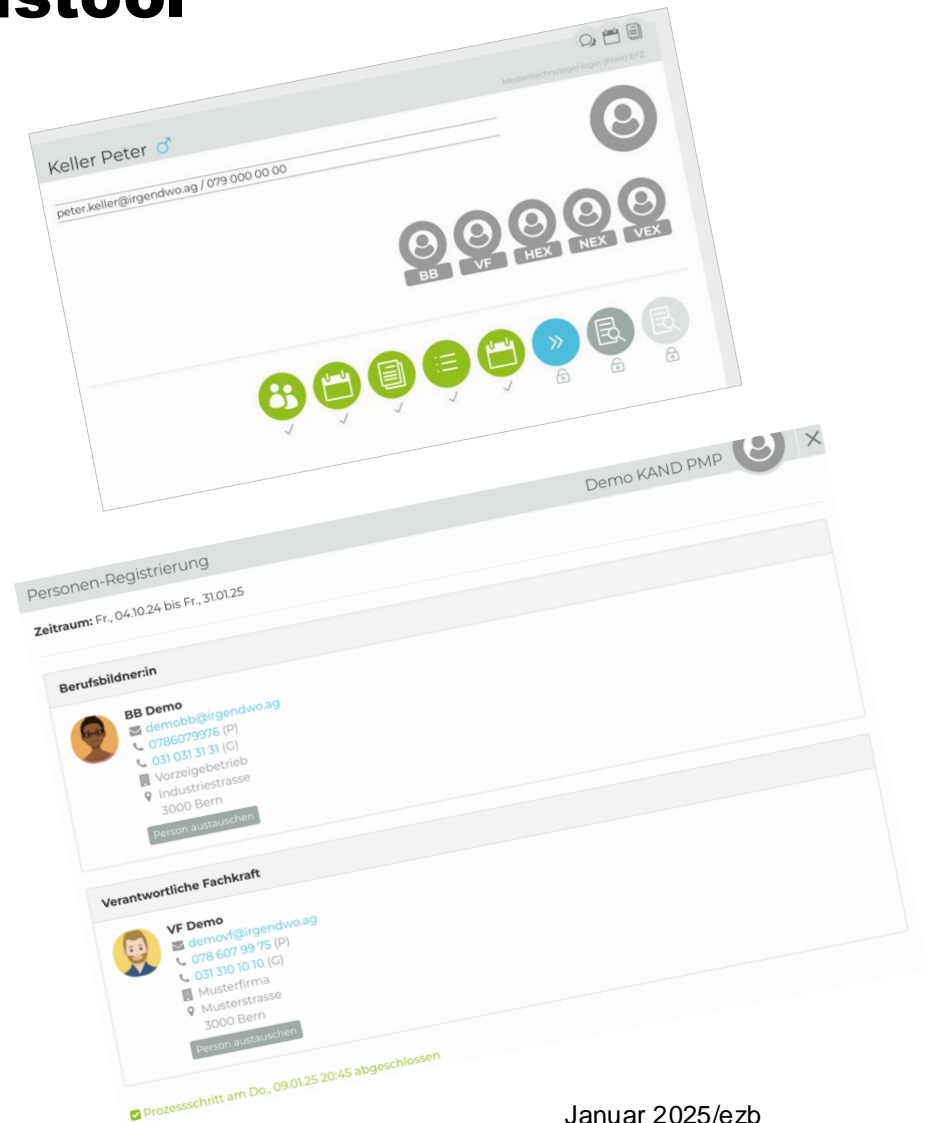 Medientechnologe/-login (Print) EFZ
Keller Peter
peter.keller@irgendwo.ag / 079 000 00 00
BB
VF
HEX
NEX
VEX
Demo KAND PMP
Personen-Registrierung
Zeitraum: Fr., 04.10.24 bis Fr., 31.01.25
Berufsbildner:in
BB Demo
demobb@irgendwo.ag
0786079976 (P)
031 031 31 31 (G)
Vorzeigebetrieb
Industriestrasse
3000 Bern
Person austauschen
Verantwortliche Fachkraft
VF Demo
demovf@irgendwo.ag
078 607 99 75 (P)
031 310 10 10 (G)
Musterfirma
Musterstrasse
3000 Bern
Person austauschen
Prozessschritt am Do., 09.01.25 20:45 abgeschlossen
Januar 2025/ezb